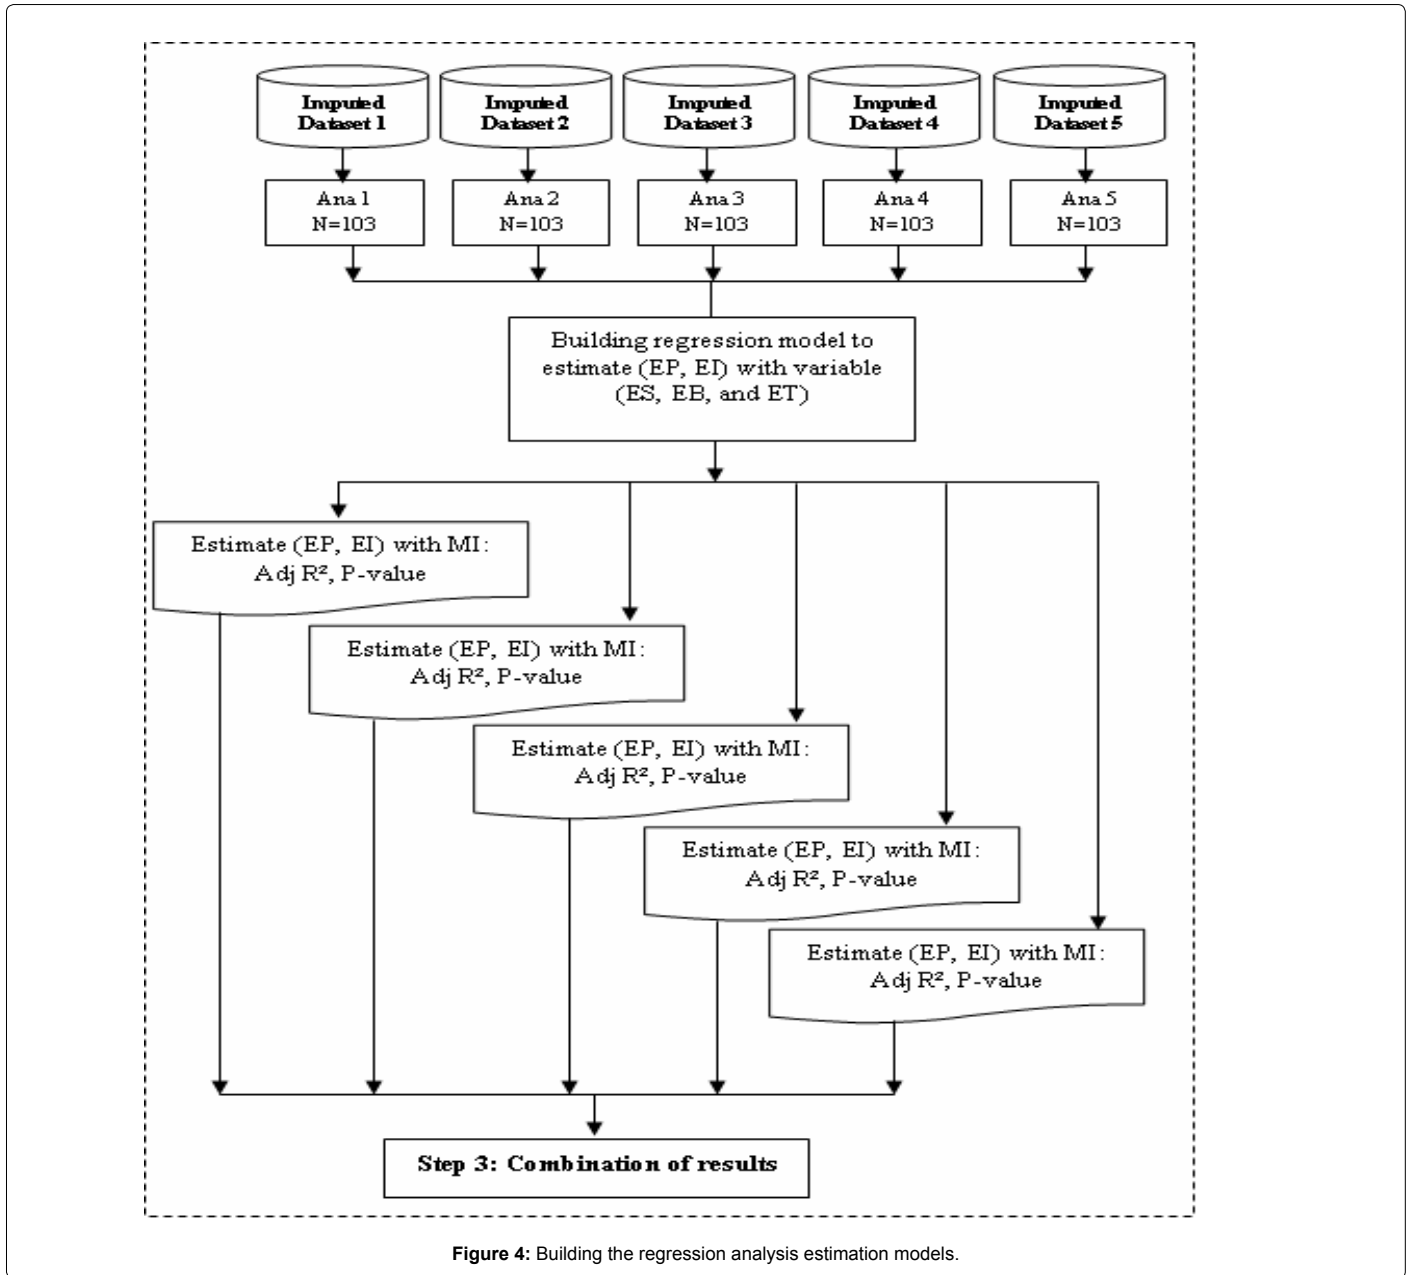 Imputed
Dataset 1
Imputed
Dataset 2
Imputed
Dataset 3
Imputed
Dataset 4
Imputed
Dataset 5
Ana 1
N=103
Ana 2
N=103
Ana 3
N=103
Ana 4
N=103
Ana 5
N=103
Building regression model to
estimate (EP, EI) with variable
(ES, EB, and ET)
Estimate (EP, EI) with MI:
Adj R², P-value
Estimate (EP, EI) with MI:
Adj R², P-value
Estimate (EP, EI) with MI:
Adj R², P-value
Estimate (EP, EI) with MI:
Adj R², P-value
Estimate (EP, EI) with MI:
Adj R², P-value
Step 3: Combination of results
Figure 4: Building the regression analysis estimation models.